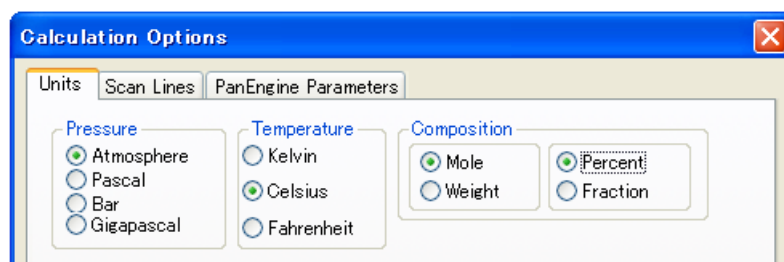 Calculation Options
Units Scan Lines PanEngine Parameters
Pressure
Atmosphere
Pascal
Bar
Gigapascal
Temperature
Kelvin
Celsius
Fahrenheit
Composition
Mole
Weight
Percent
Fraction